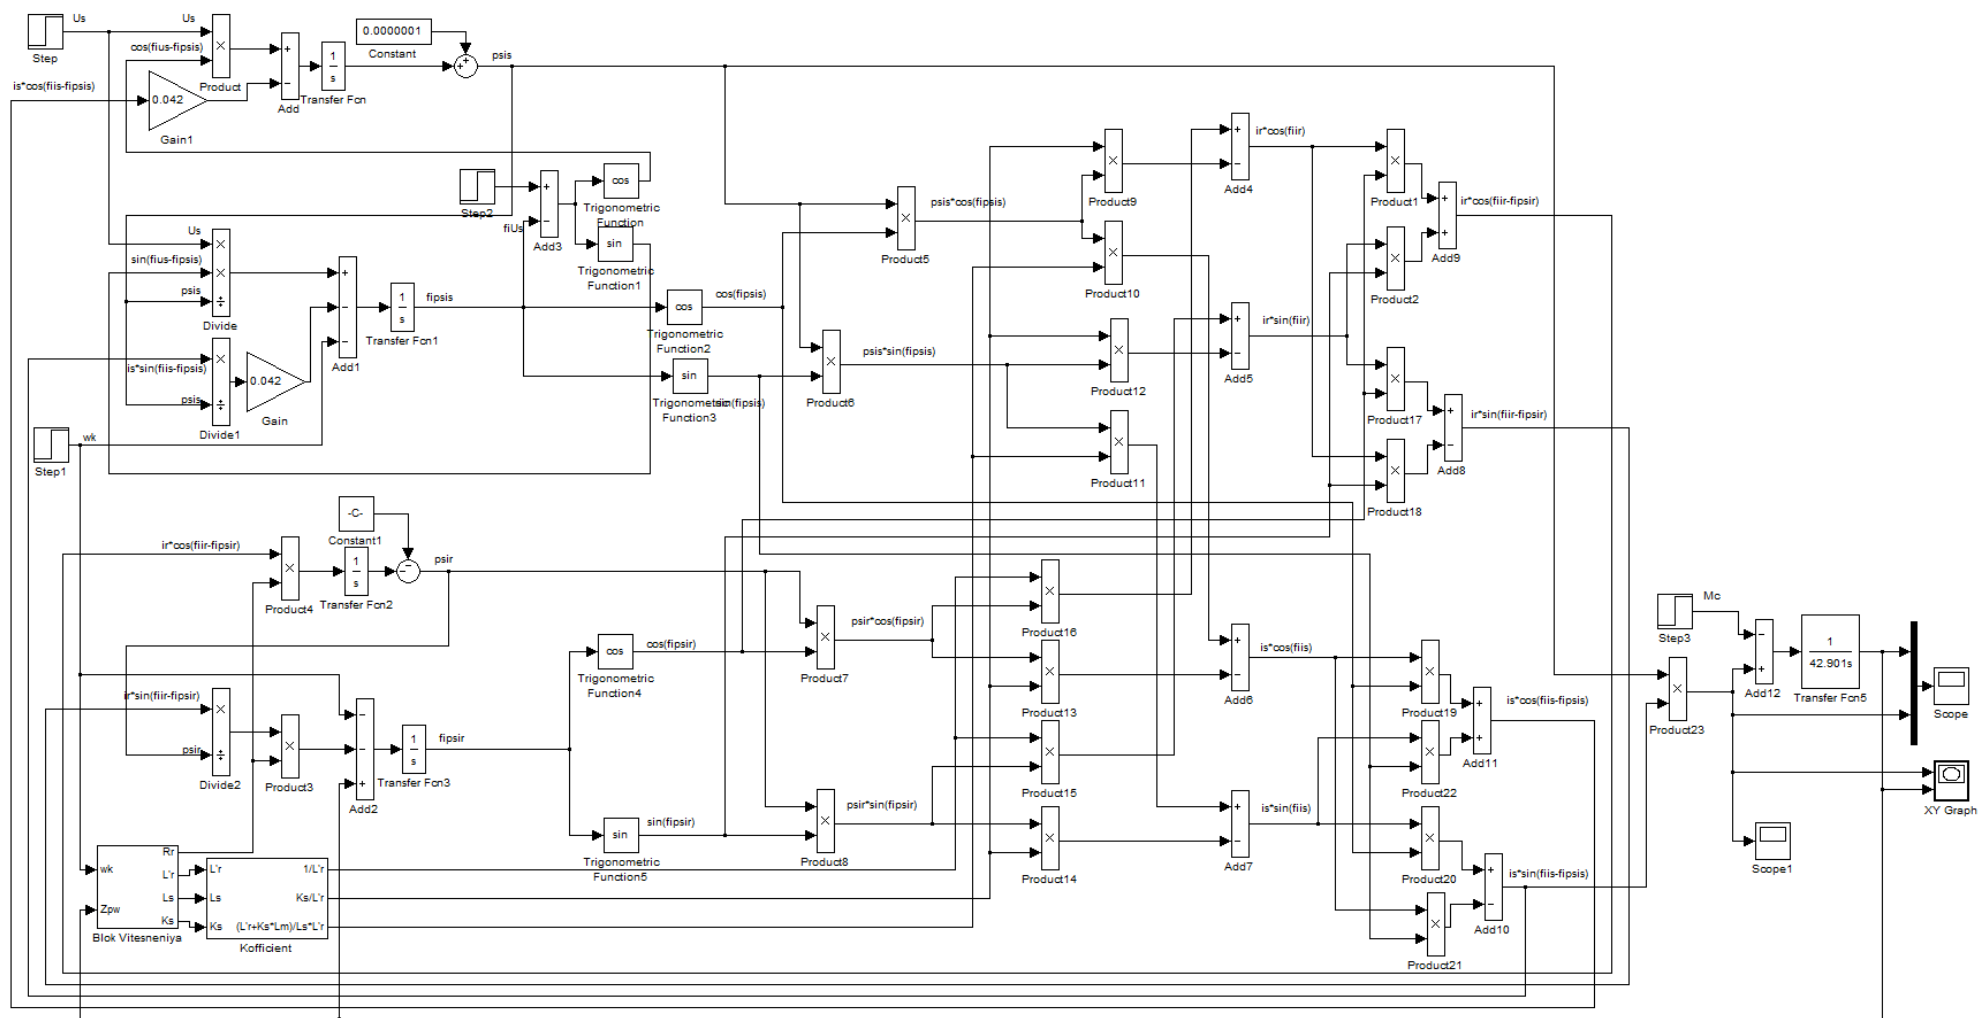 Us
Us
Step
cos(fius-fipsis)
is*cos(fiis-fipsis)
0.042
Gain1
Product
Add
1
s
Transfer Fcn
0.0000001
Constant
psis
Step2
fiUs
Add3
cos
Trigonometric
Function
sin
Trigonometric
Function1
Us
sin(fius-fipsis)
psis
Divide
is*sin(fiis-fipsis)
psis
Divide1
0.042
Gain
Add1
1
s
Transfer Fcn1
fipsis
cos
cos(fipsis)
Trigonometric
Function2
sin
Trigonometric
Function3
sin(fipsis)
wk
Step1
psis*cos(fipsis)
Product5
psis*sin(fipsis)
Product6
Product9
Product10
Product12
Product11
Add4
ir*cos(fiir)
Add5
ir*sin(fiir)
Product1
Product2
Add9
ir*cos(fiir-fipsir)
Product17
Product18
Add8
ir*sin(fiir-fipsir)
-C-
Constant1
ir*cos(fiir-fipsir)
Product4
1
s
Transfer Fcn2
psir
ir*sin(fiir-fipsir)
psir
Divide2
Product3
Add2
1
s
Transfer Fcn3
fipsir
cos
cos(fipsir)
Trigonometric
Function4
sin
sin(fipsir)
Trigonometric
Function5
psir*cos(fipsir)
Product7
psir*sin(fipsir)
Product8
Product16
Product13
Product15
Product14
Add6
is*cos(fiis)
Add7
is*sin(fiis)
Product19
Product22
Add11
is*cos(fiis-fipsis)
Product20
Product21
Add10
is*sin(fiis-fipsis)
Mc
Step3
Product23
Add12
1
42.901s
Transfer Fcn5
Scope
XY Graph
Scope1
wk
Zpw
Rr
L'r
Ls
Ks
Blok Vitesneniya
L'r
Ls
Ks
1/L'r
Ks/L'r
(L'r+Ks*Lm)/Ls*L'r
Kofficient